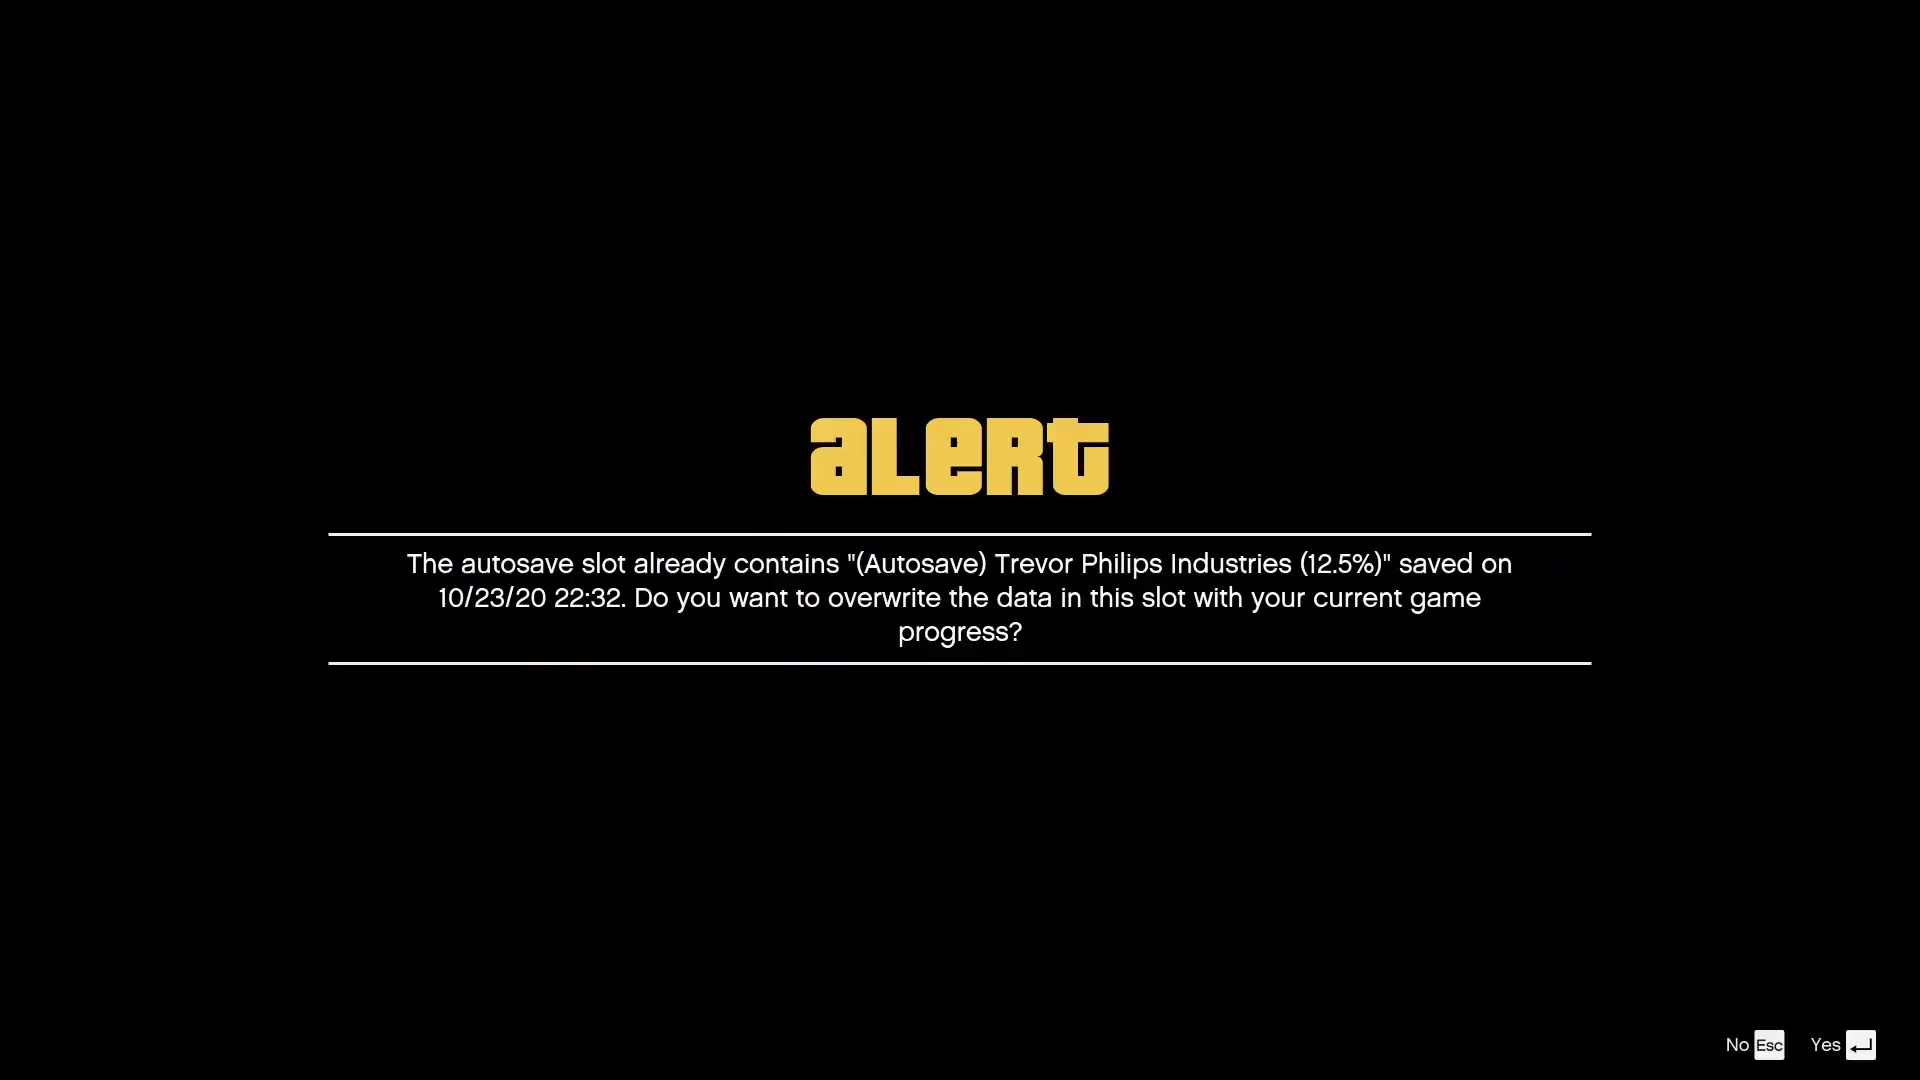 aLeRt
The autosave slot already contains "(Autosave) Trevor Philips Industries (12.5%)" saved on
10/23/20 22:32. Do you want to overwrite the data in this slot with your current game
progress?
No Esc Yes